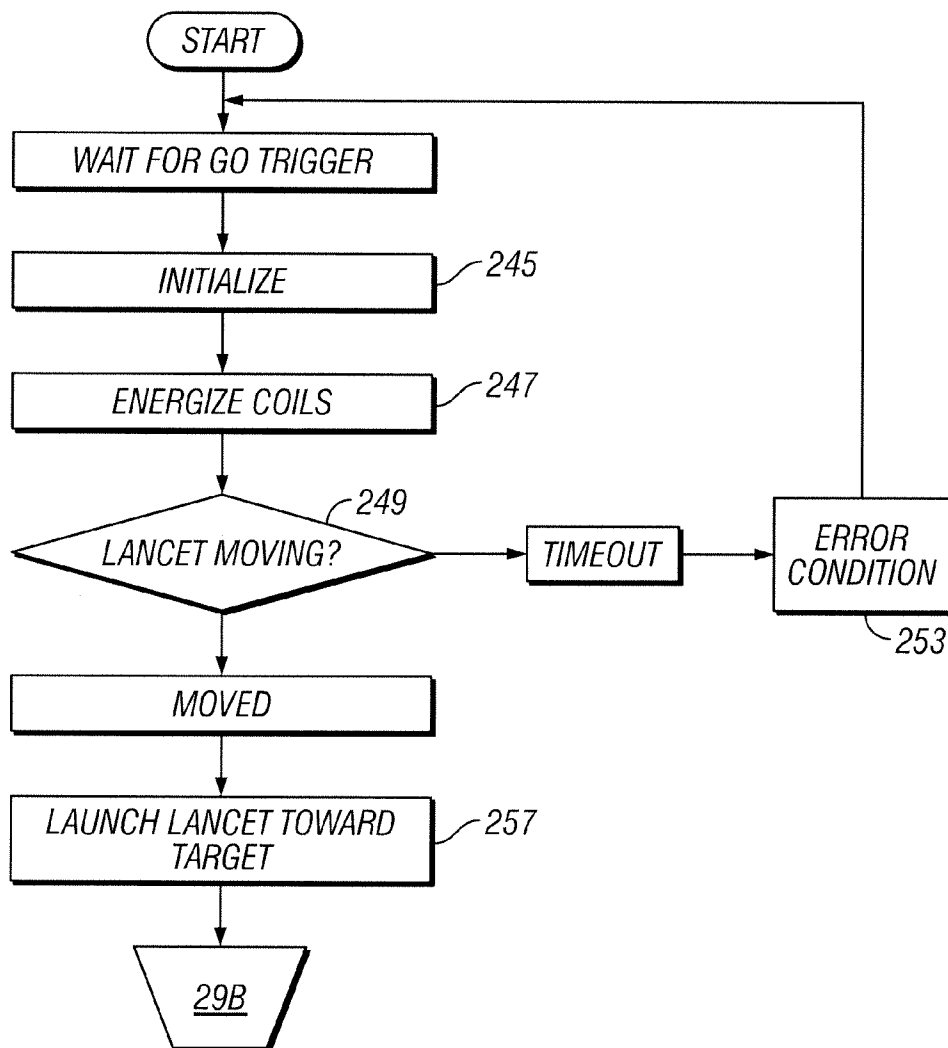 START
WAIT FOR GO TRIGGER
INITIALIZE
245
ENERGIZE COILS
247
249
LANCET MOVING?
TIMEOUT
ERROR
CONDITION
253
MOVED
LAUNCH LANCET TOWARD
TARGET
257
29B